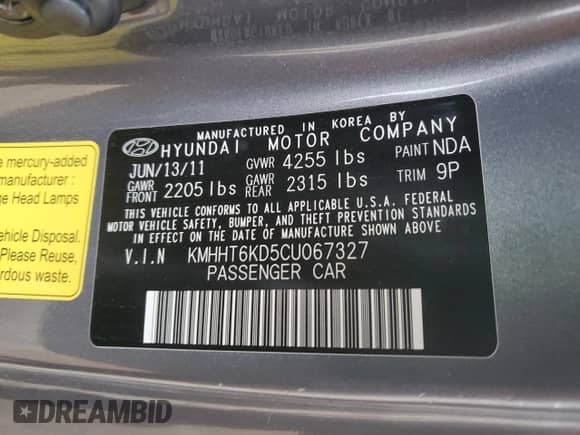 MANUFACTURED IN KOREA BY
HYUNDAI MOTOR COMPANY
JUN/13/11 GVWR 4255 lbs PAINT NDA
GAWR FRONT 2205 lbs GAWR REAR 2315 lbs TRIM 9P
THIS VEHICLE CONFORMS TO ALL APPLICABLE U.S.A. FEDERAL
MOTOR VEHICLE SAFETY, BUMPER, AND THEFT PREVENTION STANDARDS
IN EFFECT ON THE DATE OF MANUFACTURE SHOWN ABOVE
V.I.N KMHHT6KD5CU067327
PASSENGER CAR
mercury-added
manufacturer :
Head Lamps
Disposal.
Please Reuse,
waste.
DREAMBID